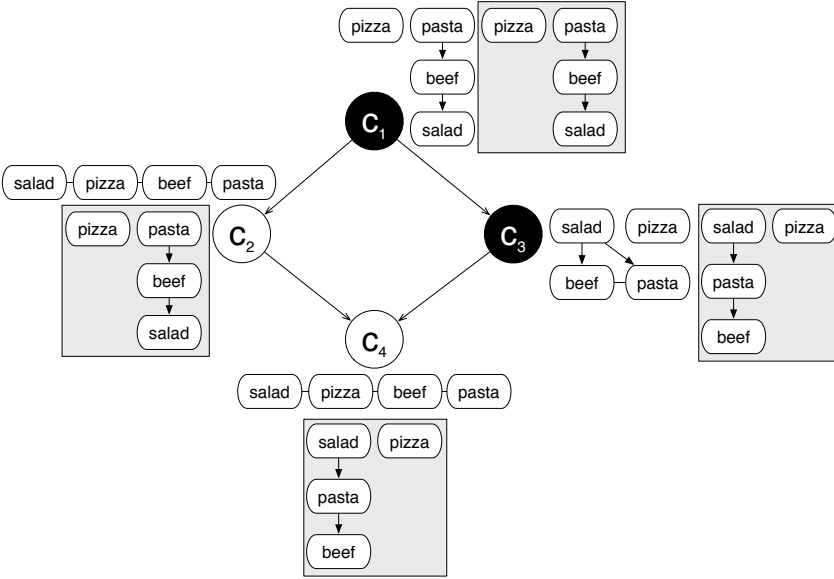 pizza pasta pizza pasta
beef beef
C1 salad salad
salad pizza beef pasta
pizza pasta C2 C3 salad pizza salad pizza
beef beef pasta pasta
salad C4 beef
salad pizza beef pasta
salad pizza
pasta
beef